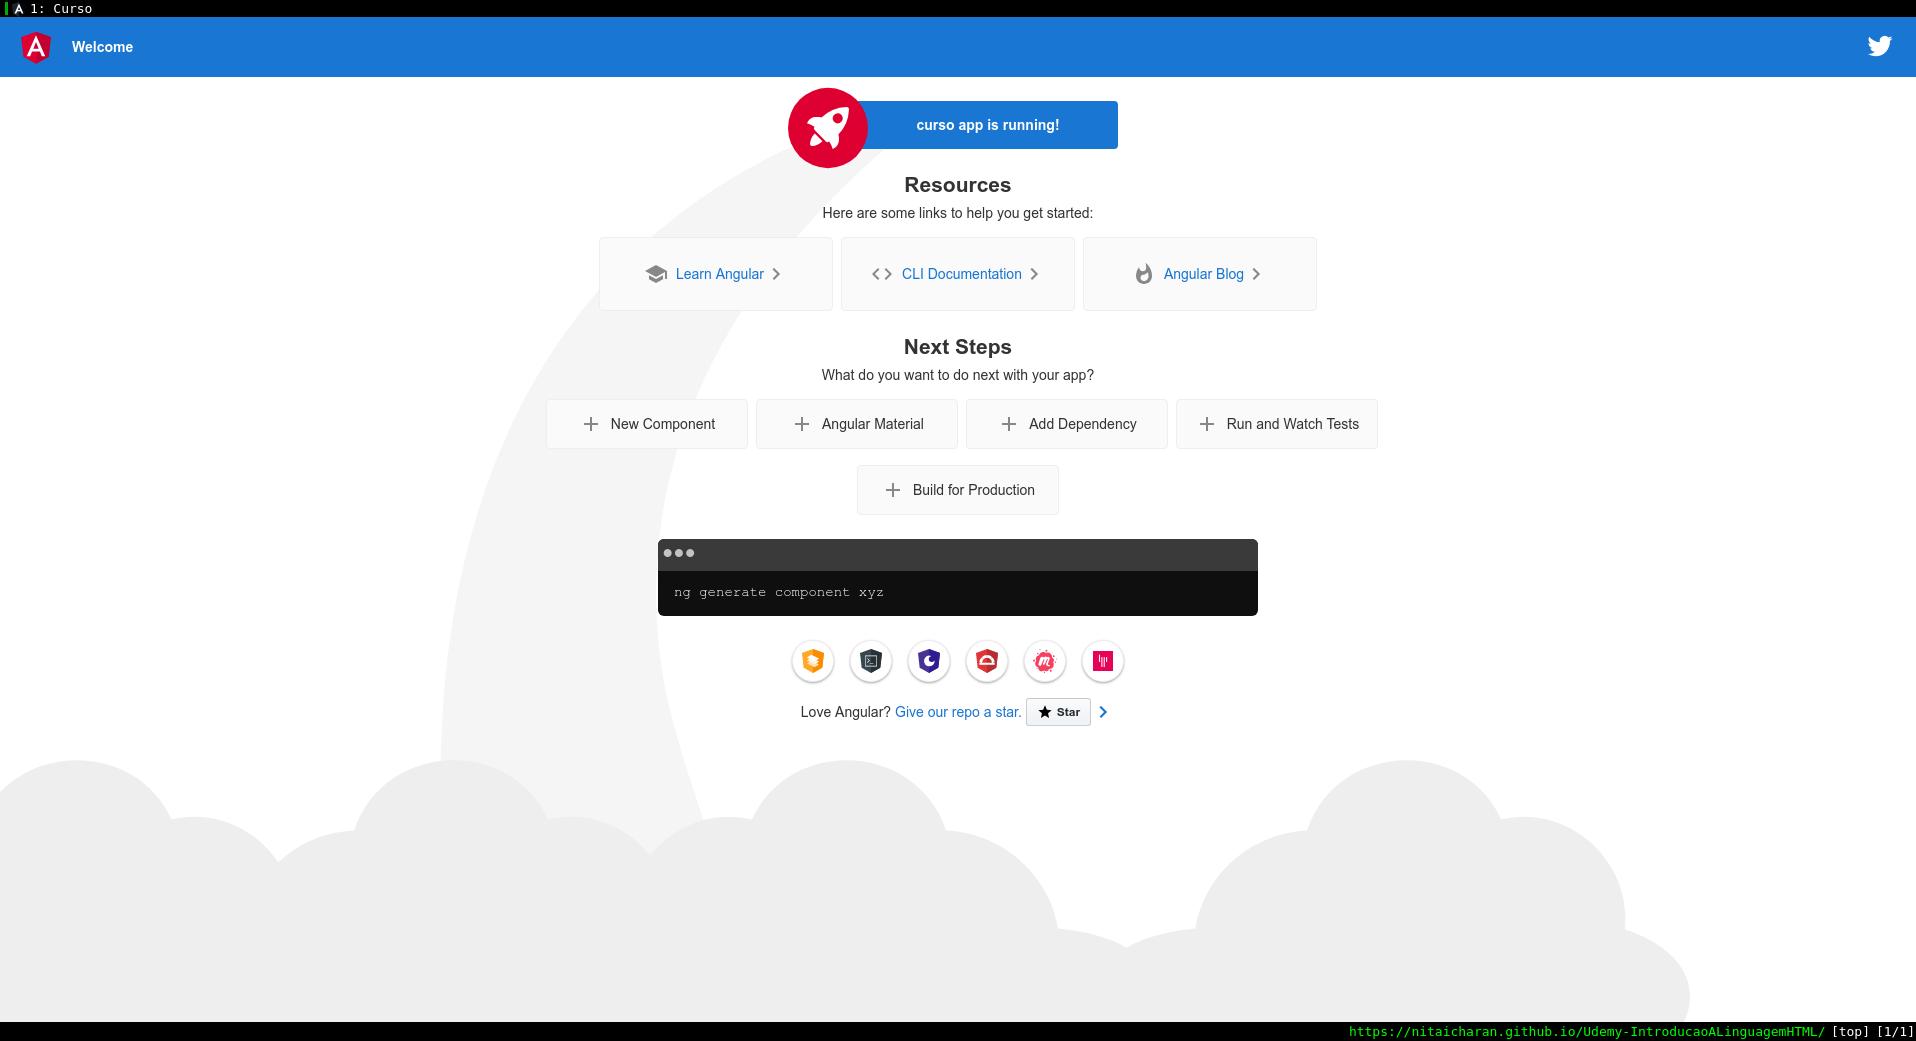 1: Curso
Welcome
curso app is running!
Resources
Here are some links to help you get started:
Learn Angular
CLI Documentation
Angular Blog
Next Steps
What do you want to do next with your app?
New Component
Angular Material
Add Dependency
Run and Watch Tests
Build for Production
ng generate component xyz
Love Angular? Give our repo a star. Star
https://nitaicharan.github.io/Udemy-IntroducaoALinguagemHTML/ [top] [1/1]